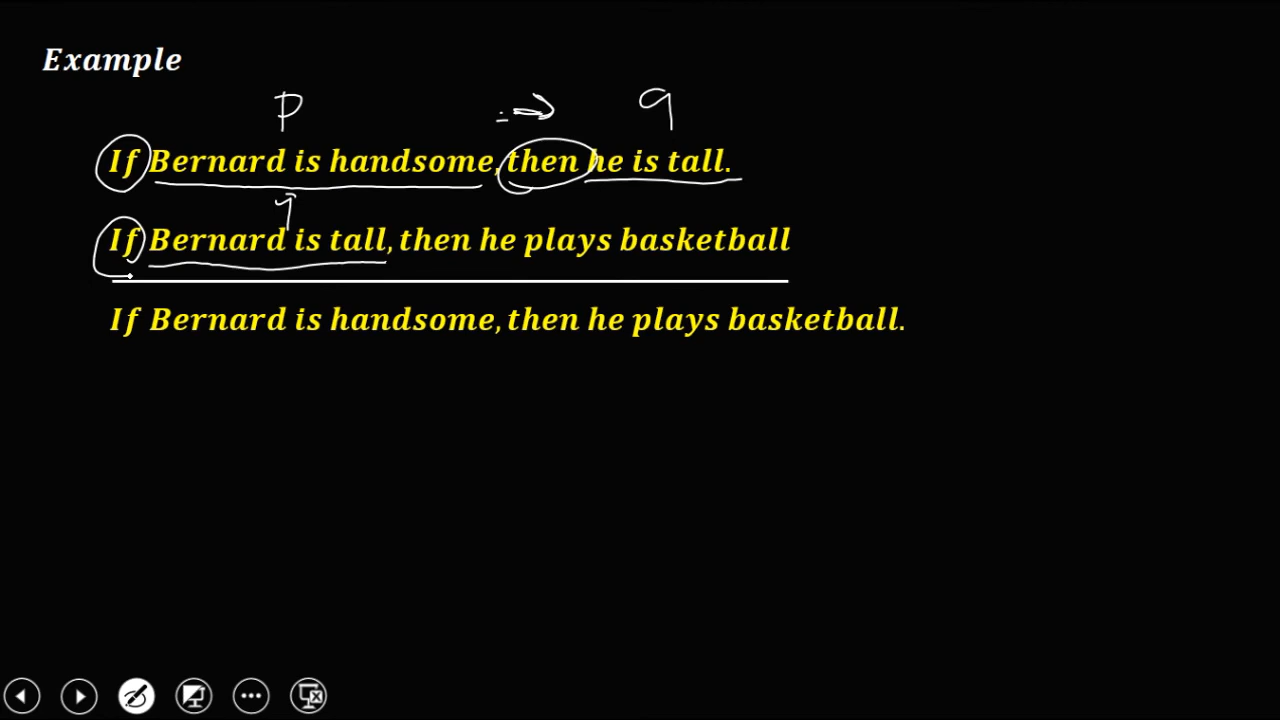 Example
P ⇒ q
If Bernard is handsome, then he is tall.
q
If Bernard is tall, then he plays basketball
If Bernard is handsome, then he plays basketball.